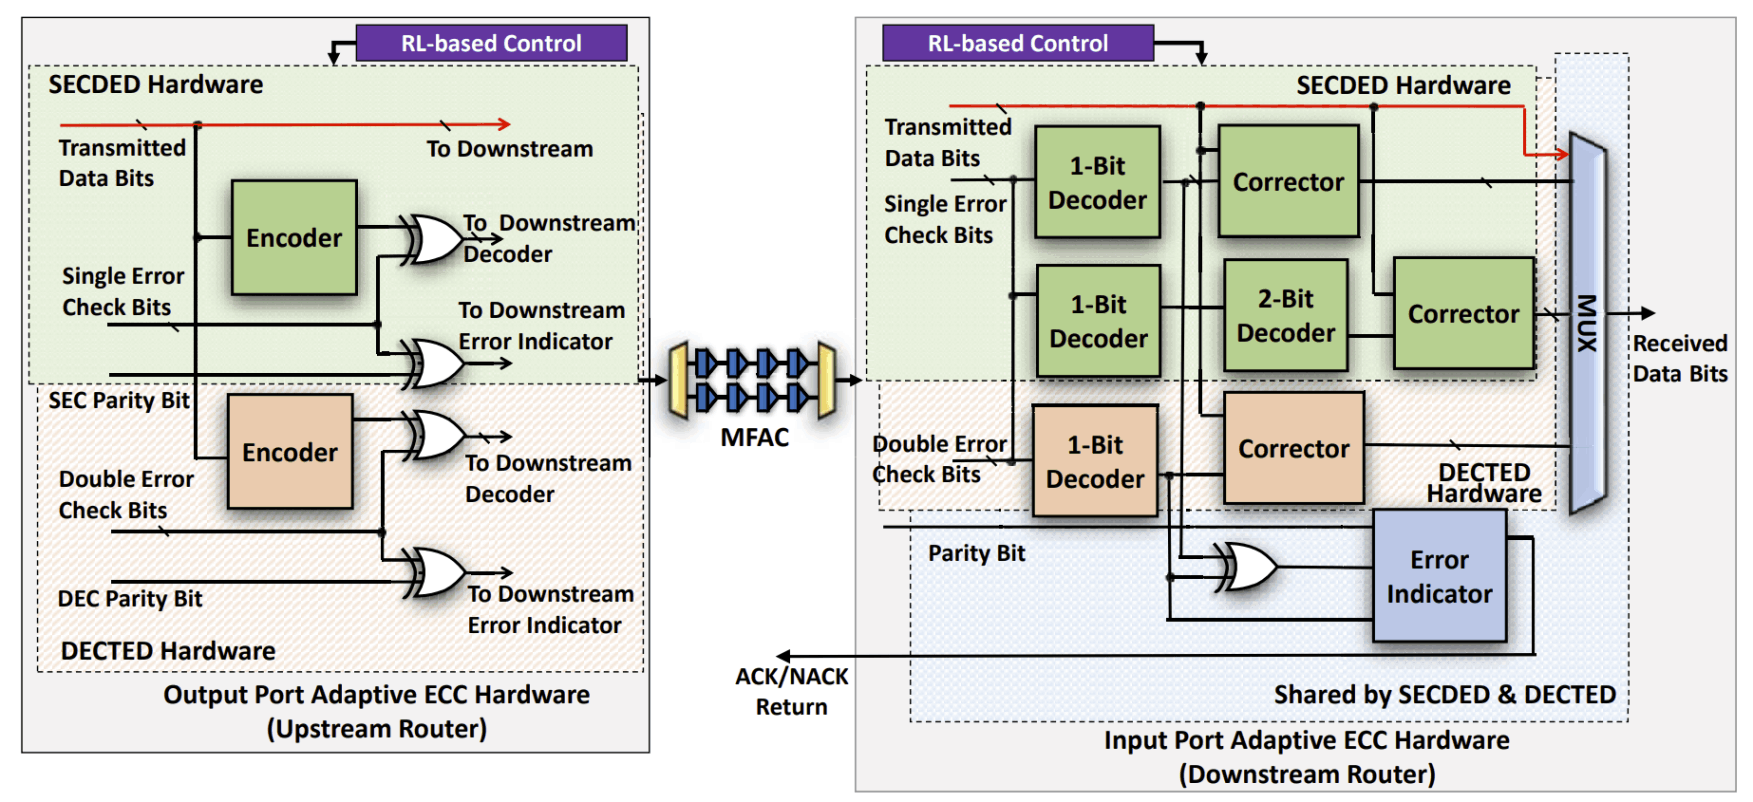 RL-based Control
SECDED Hardware
Transmitted
Data Bits
To Downstream
Encoder
To Downstream
Decoder
Single Error
Check Bits
To Downstream
Error Indicator
SEC Parity Bit
Encoder
Double Error
Check Bits
To Downstream
Decoder
DEC Parity Bit
To Downstream
Error Indicator
DECTED Hardware
Output Port Adaptive ECC Hardware
(Upstream Router)
MFAC
RL-based Control
SECDED Hardware
Transmitted
Data Bits
Single Error
Check Bits
1-Bit
Decoder
Corrector
1-Bit
Decoder
2-Bit
Decoder
Corrector
MUX
Received
Data Bits
Double Error
Check Bits
1-Bit
Decoder
Corrector
DECTED
Hardware
Parity Bit
Error
Indicator
ACK/NACK
Return
Shared by SECDED & DECTED
Input Port Adaptive ECC Hardware
(Downstream Router)